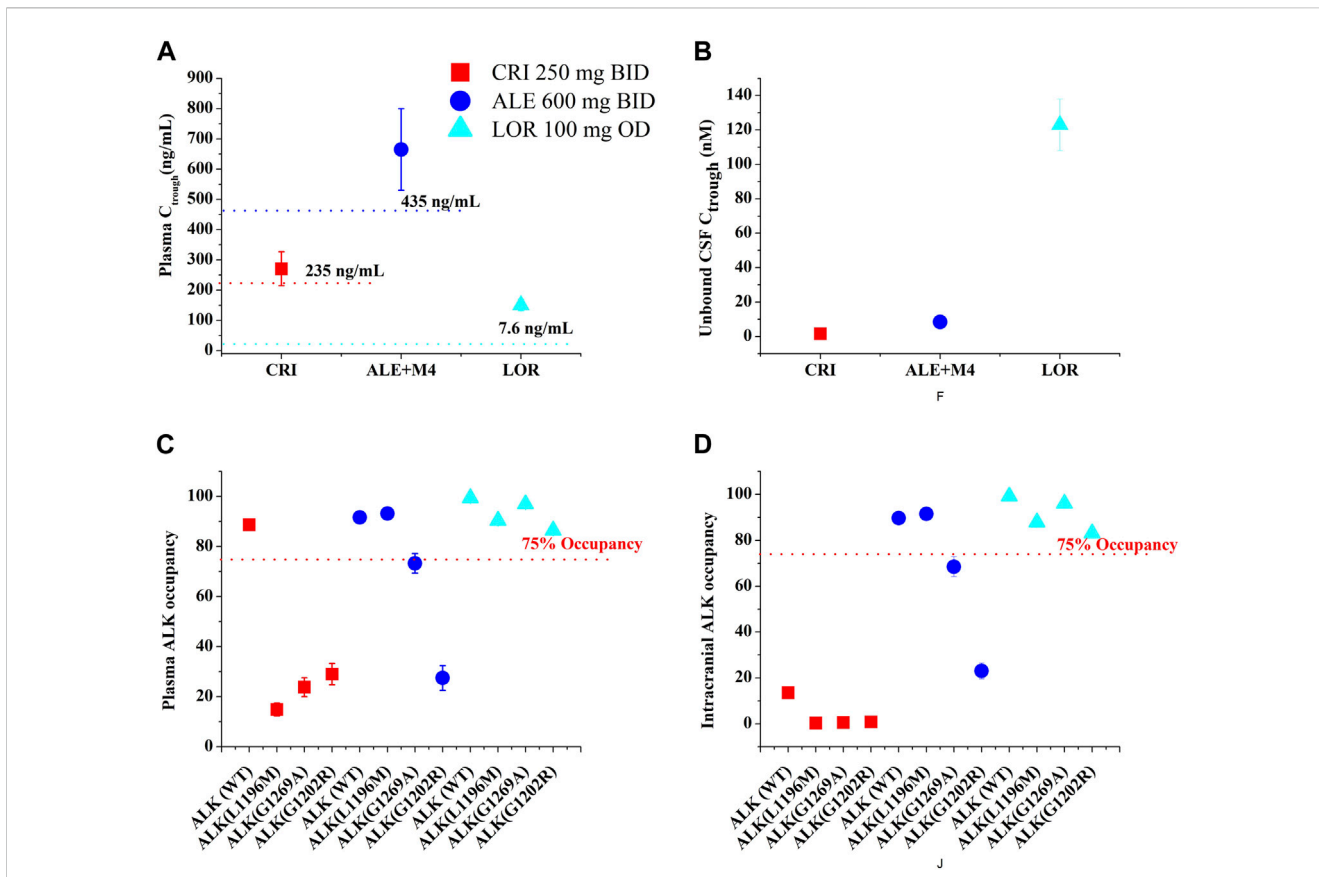 A
CRI 250 mg BID
ALE 600 mg BID
LOR 100 mg OD
Plasma Ctrough(ng/mL)
900
800
700
600
500
400
300
200
100
0
435 ng/mL
235 ng/mL
7.6 ng/mL
CRI
ALE+M4
LOR
B
Unbound CSF Ctrough (nM)
140
120
100
80
60
40
20
0
CRI
ALE+M4
LOR
F
C
Plasma ALK occupancy
100
80
60
40
20
0
75% Occupancy
ALK (WT)
ALK(L1196M)
ALK(G1269A)
ALK(G1202R)
ALK (WT)
ALK(L1196M)
ALK(G1269A)
ALK(G1202R)
ALK (WT)
ALK(L1196M)
ALK(G1269A)
ALK(G1202R)
D
Intracranial ALK occupancy
100
80
60
40
20
0
75% Occupancy
ALK (WT)
ALK(L1196M)
ALK(G1269A)
ALK(G1202R)
ALK (WT)
ALK(L1196M)
ALK(G1269A)
ALK(G1202R)
ALK (WT)
ALK(L1196M)
ALK(G1269A)
ALK(G1202R)
J